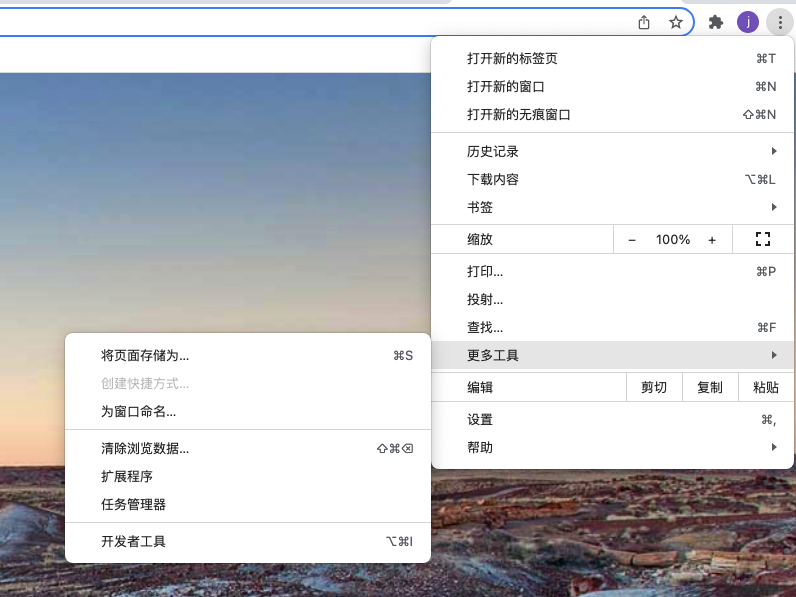 j
打开新的标签页 ⌘T
打开新的窗口 ⌘N
打开新的无痕窗口 ⇧⌘N
历史记录
下载内容 ⌥⌘L
书签
缩放 − 100% +
打印... ⌘P
投射...
查找... ⌘F
更多工具
编辑 剪切 复制 粘贴
设置 ⌘,
帮助
将页面存储为... ⌘S
创建快捷方式...
为窗口命名...
清除浏览数据... ⇧⌘⌫
扩展程序
任务管理器
开发者工具 ⌥⌘I